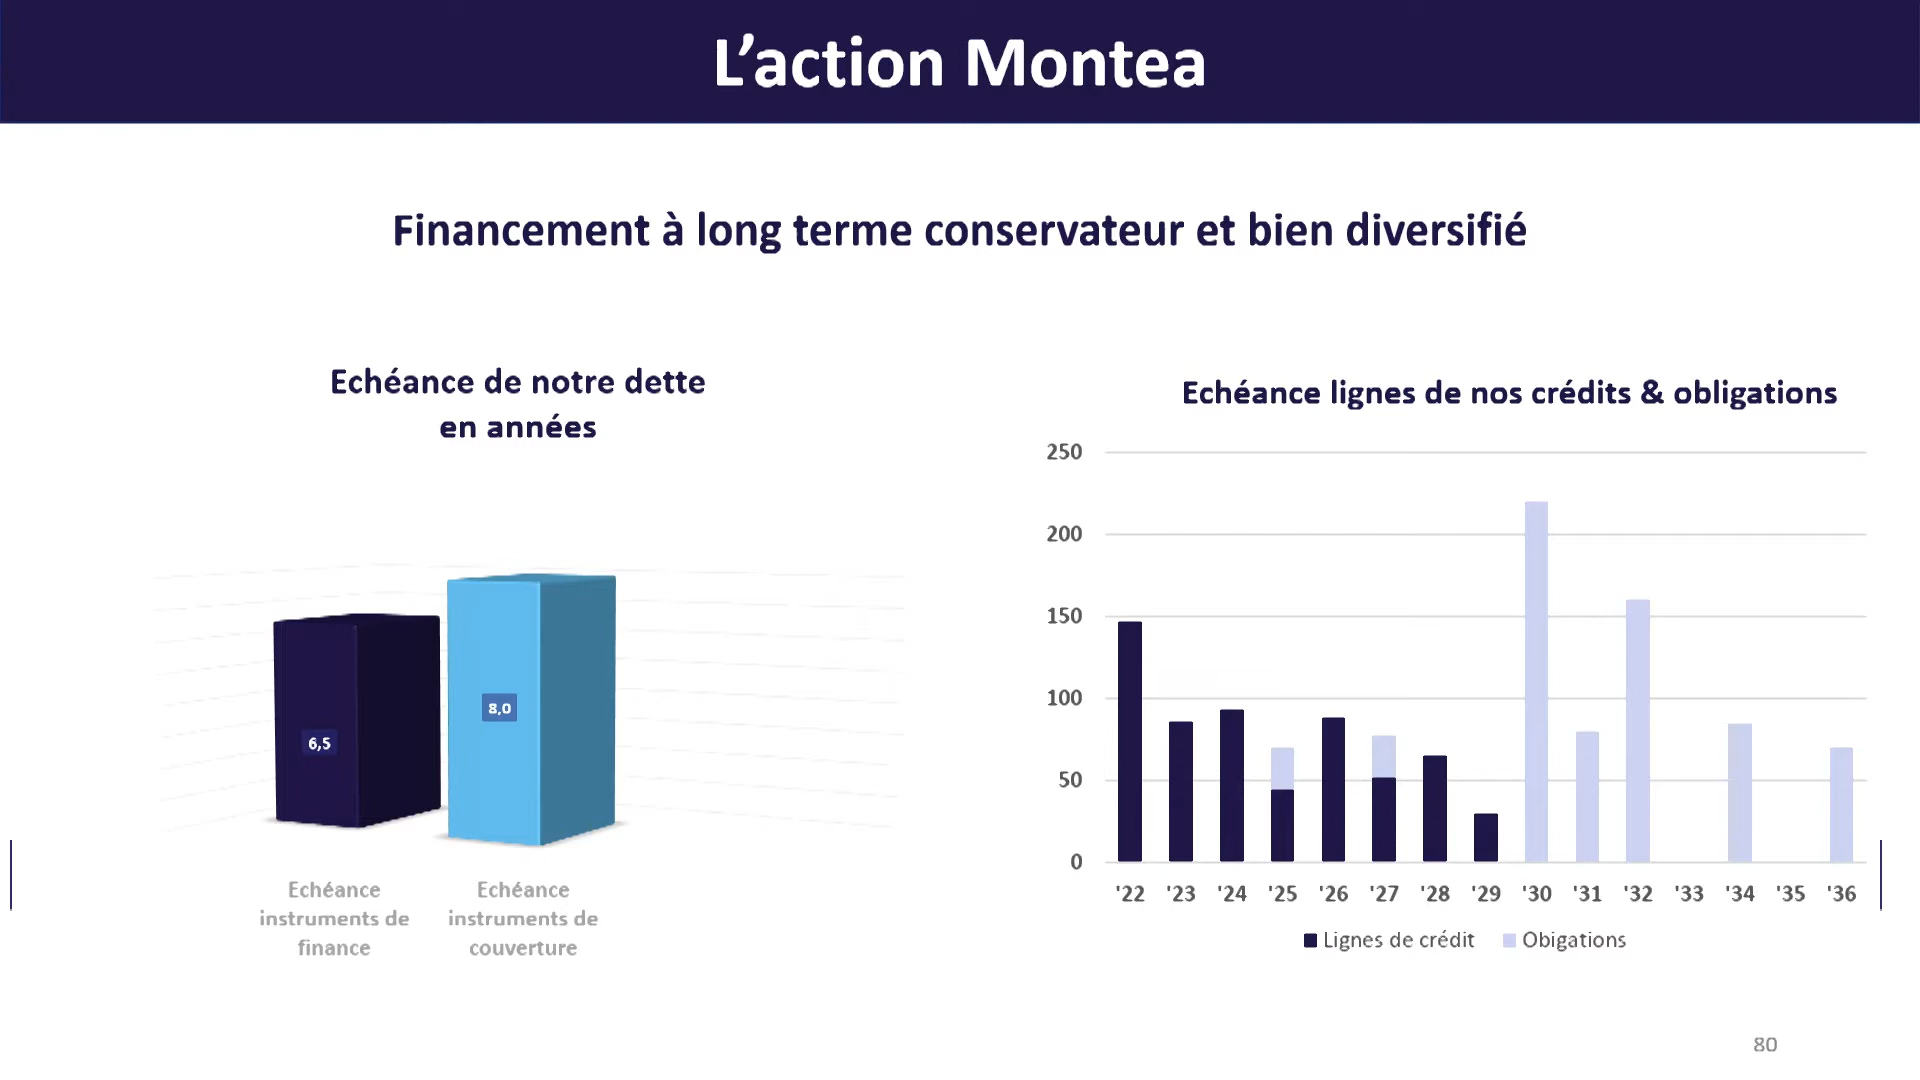 L’action Montea
Financement à long terme conservateur et bien diversifié
Echéance de notre dette
en années
6,5
8,0
Echéance
instruments de
finance
Echéance
instruments de
couverture
Echéance lignes de nos crédits & obligations
250
200
150
100
50
0
'22 '23 '24 '25 '26 '27 '28 '29 '30 '31 '32 '33 '34 '35 '36
Lignes de crédit Obigations
80